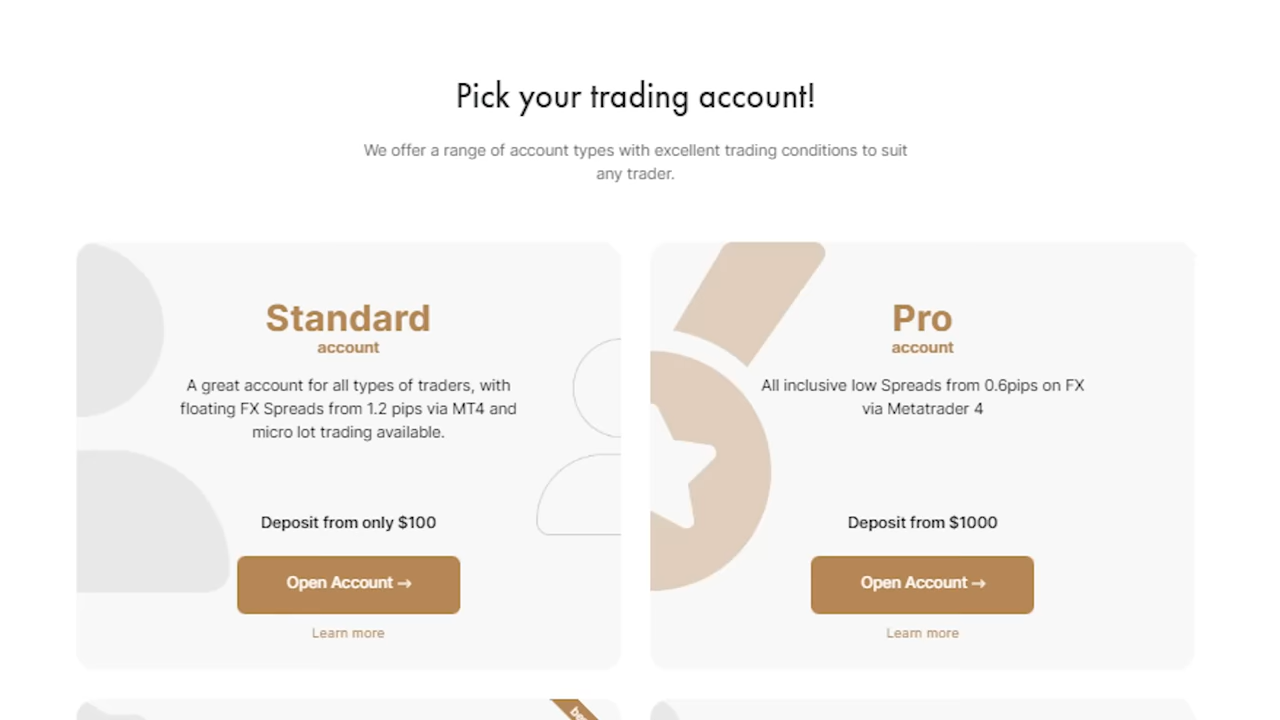 Pick your trading account!
We offer a range of account types with excellent trading conditions to suit
any trader.
Standard
account
A great account for all types of traders, with
floating FX Spreads from 1.2 pips via MT4 and
micro lot trading available.
Deposit from only $100
Open Account →
Learn more
Pro
account
All inclusive low Spreads from 0.6pips on FX
via Metatrader 4
Deposit from $1000
Open Account →
Learn more